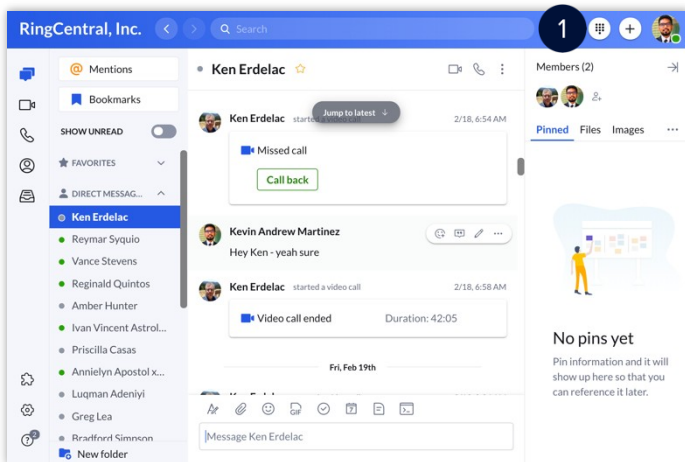 RingCentral, Inc.
Search
1
Mentions
Bookmarks
SHOW UNREAD
FAVORITES
DIRECT MESSAG...
Ken Erdelac
Reymar Syquio
Vance Stevens
Reginald Quintos
Amber Hunter
Ivan Vincent Astrol...
Priscilla Casas
Annielyn Apostol x...
Luqman Adeniyi
Greg Lea
Bradford Simpson
New folder
2
Ken Erdelac
Ken Erdelac started a video call 2/18, 6:54 AM
Jump to latest
Missed call
Call back
Kevin Andrew Martinez
Hey Ken - yeah sure
Ken Erdelac started a video call 2/18, 6:58 AM
Video call ended Duration: 42:05
Fri, Feb 19th
GIF
Message Ken Erdelac
Members (2)
Pinned Files Images
No pins yet
Pin information and it will
show up here so that you
can reference it later.